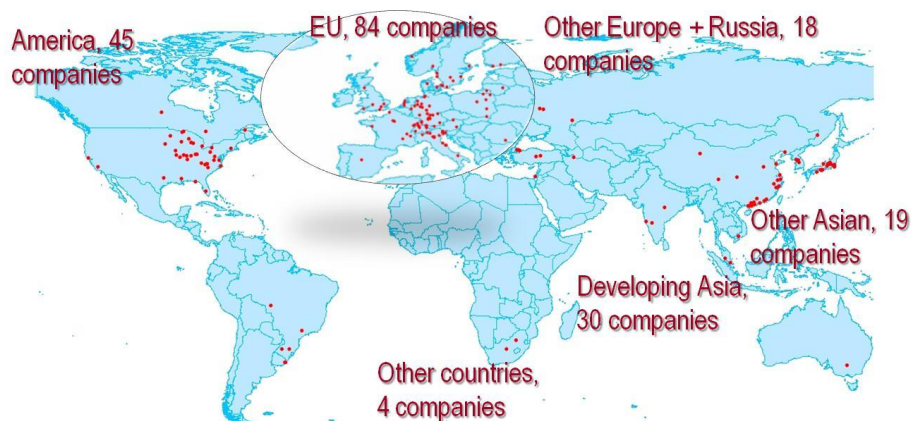 America, 45
companies
EU, 84 companies
Other Europe + Russia, 18
companies
Other Asian, 19
companies
Developing Asia,
30 companies
Other countries,
4 companies